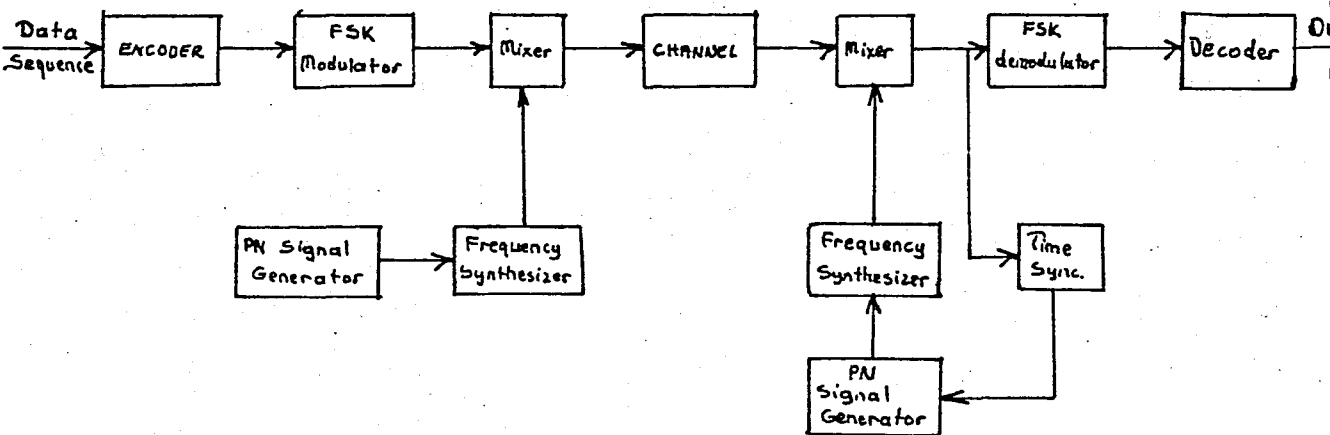 Data
Sequence
ENCODER
FSK
Modulator
Mixer
CHANNEL
Mixer
FSK
demodulator
Decoder
PN Signal
Generator
Frequency
Synthesizer
Frequency
Synthesizer
Time
Sync.
PN
Signal
Generator